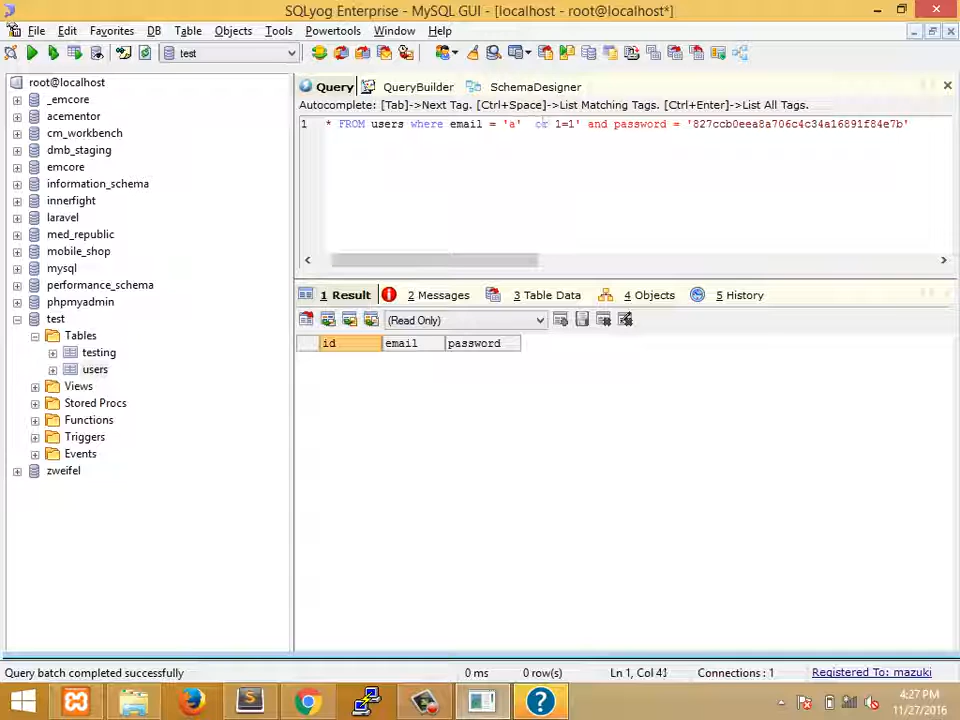 SQLyog Enterprise - MySQL GUI - [localhost - root@localhost*]
File Edit Favorites DB Table Objects Tools Powertools Window Help
test
root@localhost
_emcore
acementor
cm_workbench
dmb_staging
emcore
information_schema
innerfight
laravel
med_republic
mobile_shop
mysql
performance_schema
phpmyadmin
test
Tables
testing
users
Views
Stored Procs
Functions
Triggers
Events
zweifel
Query QueryBuilder SchemaDesigner
Autocomplete: [Tab]->Next Tag. [Ctrl+Space]->List Matching Tags. [Ctrl+Enter]->List All Tags.
1 * FROM users where email = 'a' or 1=1' and password = '827ccb0eea8a706c4c34a16891f84e7b'
1 Result 2 Messages 3 Table Data 4 Objects 5 History
(Read Only)
id email password
Query batch completed successfully 0 ms 0 row(s) Ln 1, Col 41 Connections : 1 Registered To: mazuki
4:27 PM
11/27/2016